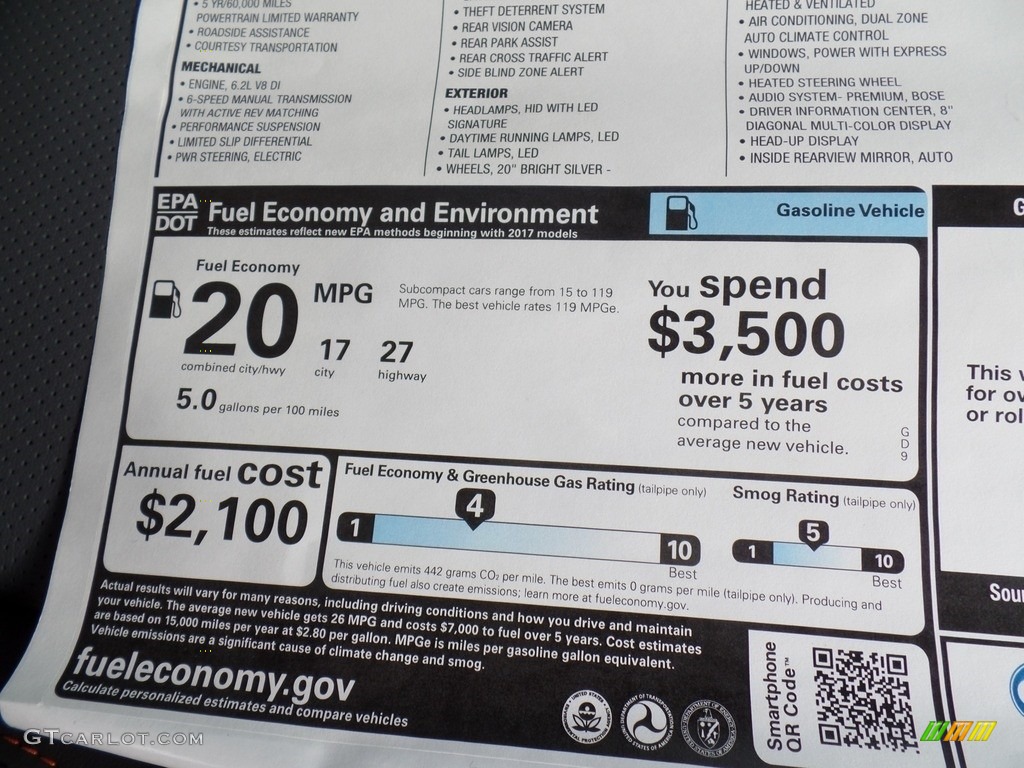 • 5 YR/60,000 MILES
POWERTRAIN LIMITED WARRANTY
• ROADSIDE ASSISTANCE
• COURTESY TRANSPORTATION
MECHANICAL
• ENGINE, 6.2L V8 DI
• 6-SPEED MANUAL TRANSMISSION
WITH ACTIVE REV MATCHING
• PERFORMANCE SUSPENSION
• LIMITED SLIP DIFFERENTIAL
• PWR STEERING, ELECTRIC
• THEFT DETERRENT SYSTEM
• REAR VISION CAMERA
• REAR PARK ASSIST
• REAR CROSS TRAFFIC ALERT
• SIDE BLIND ZONE ALERT
EXTERIOR
• HEADLAMPS, HID WITH LED
SIGNATURE
• DAYTIME RUNNING LAMPS, LED
• TAIL LAMPS, LED
• WHEELS, 20" BRIGHT SILVER -
HEATED & VENTILATED
• AIR CONDITIONING, DUAL ZONE
AUTO CLIMATE CONTROL
• WINDOWS, POWER WITH EXPRESS
UP/DOWN
• HEATED STEERING WHEEL
• AUDIO SYSTEM- PREMIUM, BOSE
• DRIVER INFORMATION CENTER, 8"
DIAGONAL MULTI-COLOR DISPLAY
• HEAD-UP DISPLAY
• INSIDE REARVIEW MIRROR, AUTO
EPA
DOT
Fuel Economy and Environment
These estimates reflect new EPA methods beginning with 2017 models
Gasoline Vehicle
Fuel Economy
20 MPG
combined city/hwy
17
city
27
highway
5.0 gallons per 100 miles
Subcompact cars range from 15 to 119
MPG. The best vehicle rates 119 MPGe.
You spend
$3,500
more in fuel costs
over 5 years
compared to the
average new vehicle.
G
D
9
This
for
or
Annual fuel cost
$2,100
Fuel Economy & Greenhouse Gas Rating (tailpipe only)
1
4
10
Best
Smog Rating (tailpipe only)
1
5
10
Best
This vehicle emits 442 grams CO₂ per mile. The best emits 0 grams per mile (tailpipe only). Producing and
distributing fuel also create emissions; learn more at fueleconomy.gov.
Actual results will vary for many reasons, including driving conditions and how you drive and maintain
your vehicle. The average new vehicle gets 26 MPG and costs $7,000 to fuel over 5 years. Cost estimates
are based on 15,000 miles per year at $2.80 per gallon. MPGe is miles per gasoline gallon equivalent.
Vehicle emissions are a significant cause of climate change and smog.
fueleconomy.gov
Calculate personalized estimates and compare vehicles
Smartphone
QR Code™
GTcarlot.com